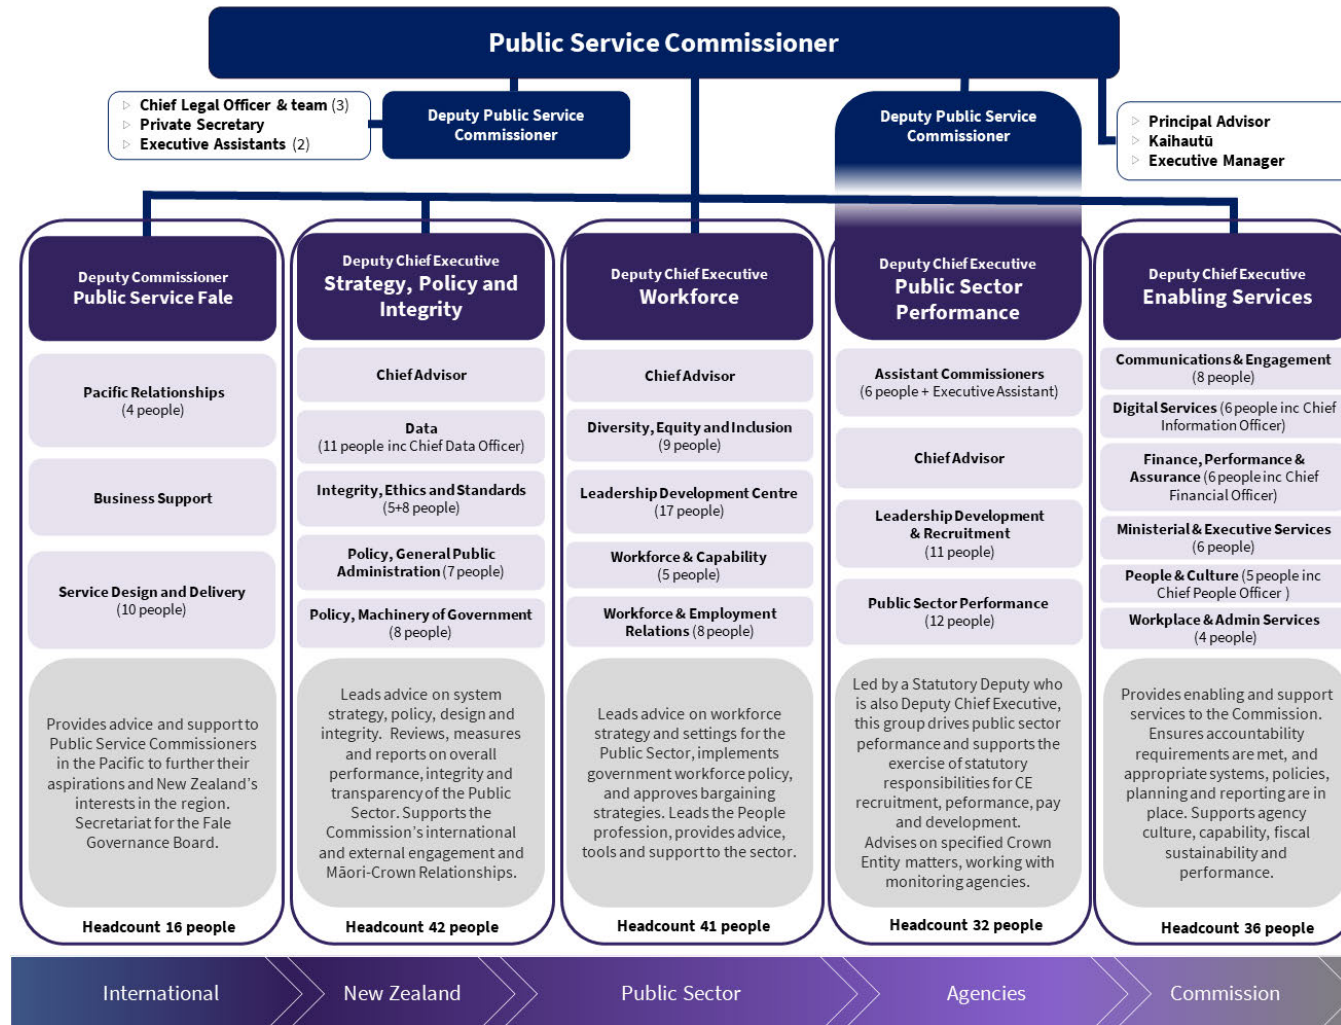 Public Service Commissioner
Chief Legal Officer & team (3)
Private Secretary
Executive Assistants (2)
Deputy Public Service
Commissioner
Deputy Public Service
Commissioner
Principal Advisor
Kaihautū
Executive Manager
Deputy Commissioner
Public Service Fale
Pacific Relationships
(4 people)
Business Support
Service Design and Delivery
(10 people)
Provides advice and support to
Public Service Commissioners
in the Pacific to further their
aspirations and New Zealand's
interests in the region.
Secretariat for the Fale
Governance Board.
Headcount 16 people
Deputy Chief Executive
Strategy, Policy and
Integrity
Chief Advisor
Data
(11 people inc Chief Data Officer)
Integrity, Ethics and Standards
(5+8 people)
Policy, General Public
Administration (7 people)
Policy, Machinery of Government
(8 people)
Leads advice on system
strategy, policy, design and
integrity. Reviews, measures
and reports on overall
performance, integrity and
transparency of the Public
Sector. Supports the
Commission's international
and external engagement and
Māori-Crown Relationships.
Headcount 42 people
Deputy Chief Executive
Workforce
Chief Advisor
Diversity, Equity and Inclusion
(9 people)
Leadership Development Centre
(17 people)
Workforce & Capability
(5 people)
Workforce & Employment
Relations (8 people)
Leads advice on workforce
strategy and settings for the
Public Sector, implements
government workforce policy,
and approves bargaining
strategies. Leads the People
profession, provides advice,
tools and support to the sector.
Headcount 41 people
Deputy Chief Executive
Public Sector
Performance
Assistant Commissioners
(6 people + Executive Assistant)
Chief Advisor
Leadership Development
& Recruitment
(11 people)
Public Sector Performance
(12 people)
Led by a Statutory Deputy who
is also Deputy Chief Executive,
this group drives public sector
peformance and supports the
exercise of statutory
responsibilities for CE
recruitment, peformance, pay
and development.
Advises on specified Crown
Entity matters, working with
monitoring agencies.
Headcount 32 people
Deputy Chief Executive
Enabling Services
Communications & Engagement
(8 people)
Digital Services (6 people inc Chief
Information Officer)
Finance, Performance &
Assurance (6 people inc Chief
Financial Officer)
Ministerial & Executive Services
(6 people)
People & Culture (5 people inc
Chief People Officer )
Workplace & Admin Services
(4 people)
Provides enabling and support
services to the Commission.
Ensures accountability
requirements are met, and
appropriate systems, policies,
planning and reporting are in
place. Supports agency
culture, capability, fiscal
sustainability and
performance.
Headcount 36 people
International
New Zealand
Public Sector
Agencies
Commission